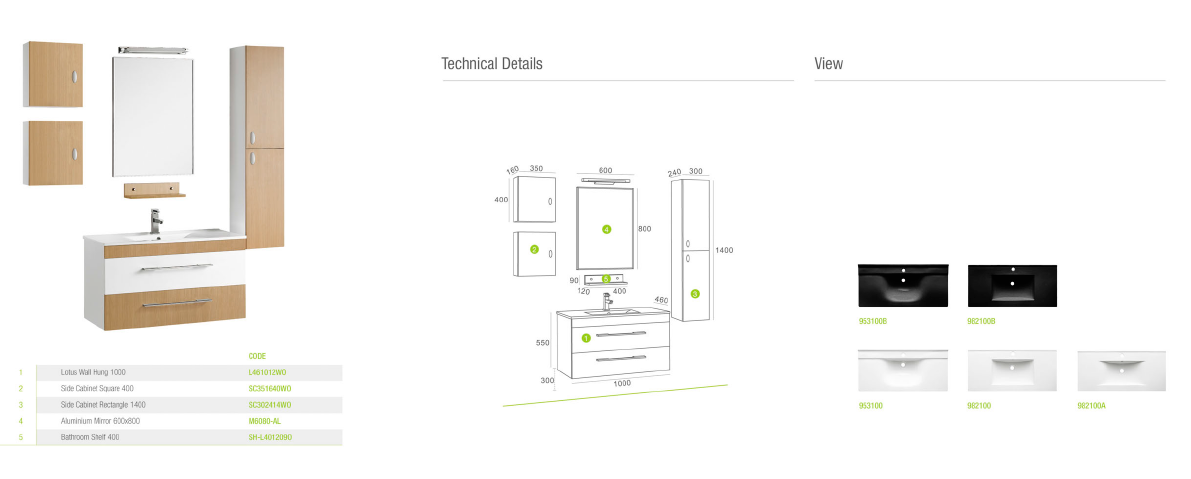 CODE
1 Lotus Wall Hung 1000 L461012WO
2 Side Cabinet Square 400 SC351640WO
3 Side Cabinet Rectangle 1400 SC302414WO
4 Aluminium Mirror 600x800 M6080-AL
5 Bathroom Shelf 400 SH-L401209O
Technical Details
160 350
600
240 300
400
2
4
800
1400
90
5
120 400
3
460
550
1
300
1000
View
953100B 982100B
953100 982100 982100A